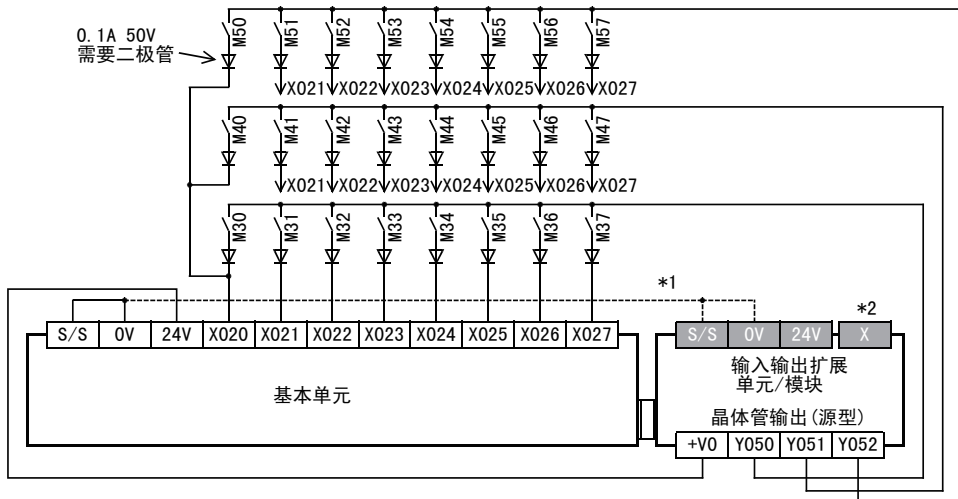 M50 M51 M52 M53 M54 M55 M56 M57
0.1A 50V
需要二极管
X021 X022 X023 X024 X025 X026 X027
M40 M41 M42 M43 M44 M45 M46 M47
X021 X022 X023 X024 X025 X026 X027
M30 M31 M32 M33 M34 M35 M36 M37
*1
*2
S/S 0V 24V X020 X021 X022 X023 X024 X025 X026 X027
S/S 0V 24V X
基本单元
输入输出扩展
单元/模块
晶体管输出(源型)
+V0 Y050 Y051 Y052